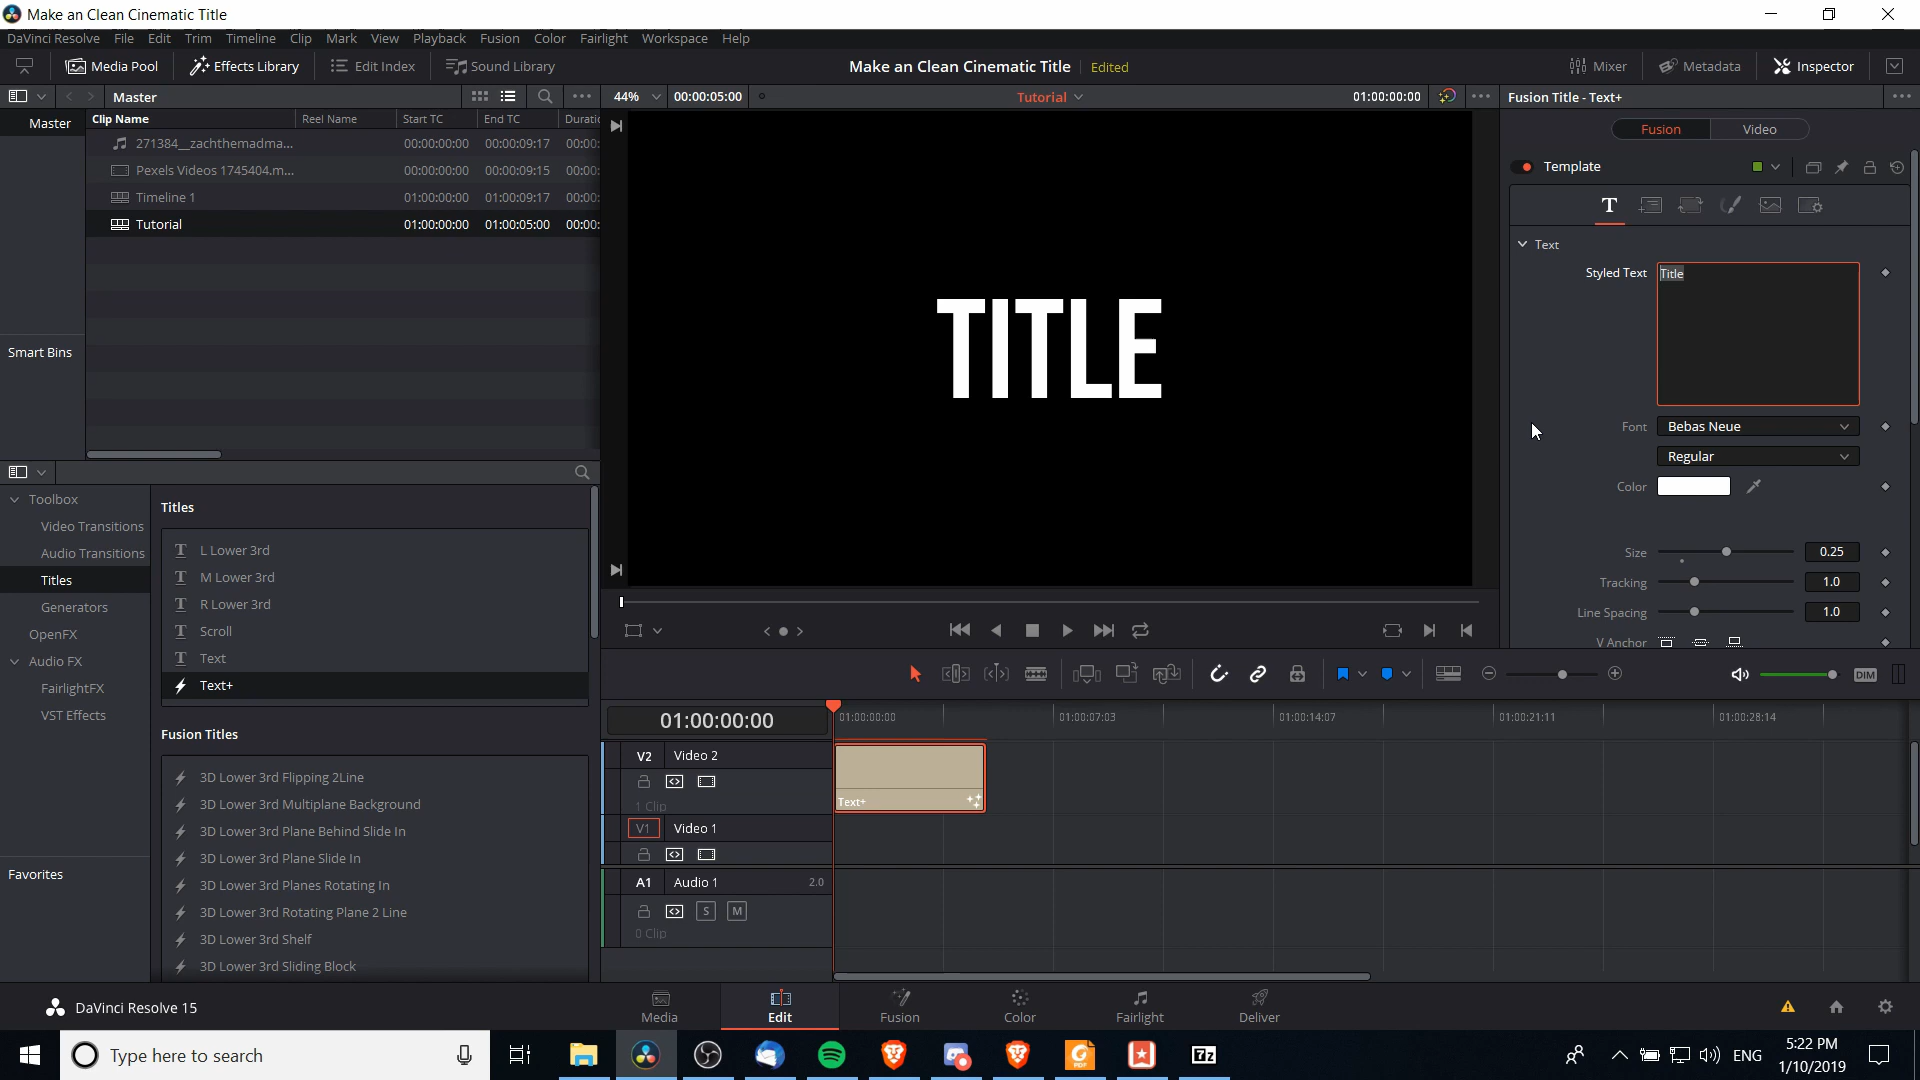 Make an Clean Cinematic Title
DaVinci Resolve File Edit Trim Timeline Clip Mark View Playback Fusion Color Fairlight Workspace Help
Media Pool Effects Library Edit Index Sound Library Make an Clean Cinematic Title Edited Mixer Metadata Inspector
Master 44% 00:00:05:00 Tutorial 01:00:00:00 Fusion Title - Text+
Master Clip Name Reel Name Start TC End TC Duratic
Fusion Video
271384__zachthemadma... 00:00:00:00 00:00:09:17 00:00:
Pexels Videos 1745404.m... 00:00:00:00 00:00:09:15 00:00:
Template
Timeline 1 01:00:00:00 01:00:09:17 00:00:
Tutorial 01:00:00:00 01:00:05:00 00:00:
T
Text
Styled Text Title
TITLE
Smart Bins
Font Bebas Neue
Regular
Color
Toolbox
Titles
Video Transitions
Audio Transitions
Titles
Generators
OpenFX
Audio FX
FairlightFX
VST Effects
Favorites
T L Lower 3rd
T M Lower 3rd
T R Lower 3rd
T Scroll
T Text
Text+
Fusion Titles
3D Lower 3rd Flipping 2Line
3D Lower 3rd Multiplane Background
3D Lower 3rd Plane Behind Slide In
3D Lower 3rd Plane Slide In
3D Lower 3rd Planes Rotating In
3D Lower 3rd Rotating Plane 2 Line
3D Lower 3rd Shelf
3D Lower 3rd Sliding Block
Size 0.25
Tracking 1.0
Line Spacing 1.0
V Anchor
DIM
01:00:00:00 01:00:00:00 01:00:07:03 01:00:14:07 01:00:21:11 01:00:28:14
V2 Video 2
1 Clip
Text+
V1 Video 1
A1 Audio 1 2.0
S M
0 Clip
DaVinci Resolve 15 Media Edit Fusion Color Fairlight Deliver
Type here to search
PDF
7z
ENG
5:22 PM
1/10/2019